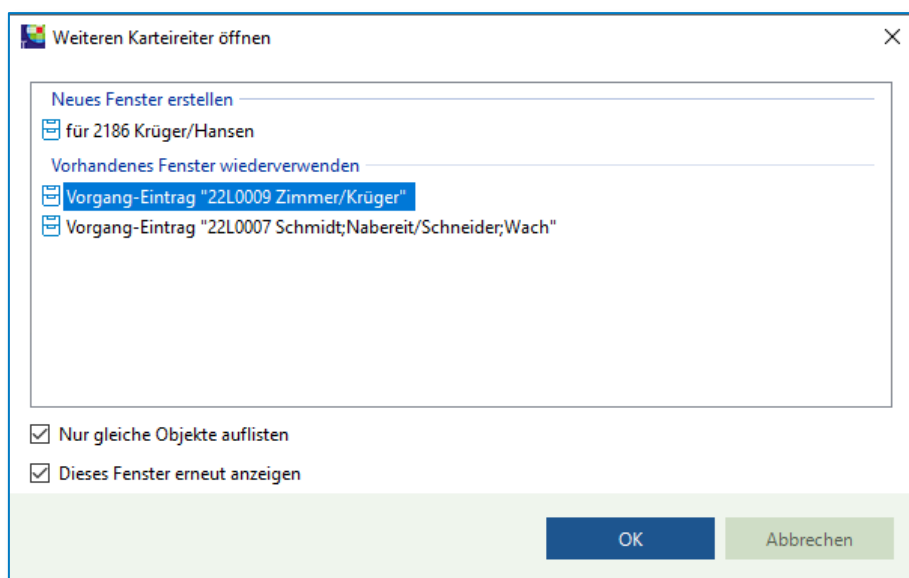 Weiteren Karteireiter öffnen
Neues Fenster erstellen
für 2186 Krüger/Hansen
Vorhandenes Fenster wiederverwenden
Vorgang-Eintrag "22L0009 Zimmer/Krüger"
Vorgang-Eintrag "22L0007 Schmidt;Nabereit/Schneider;Wach"
Nur gleiche Objekte auflisten
Dieses Fenster erneut anzeigen
OK
Abbrechen